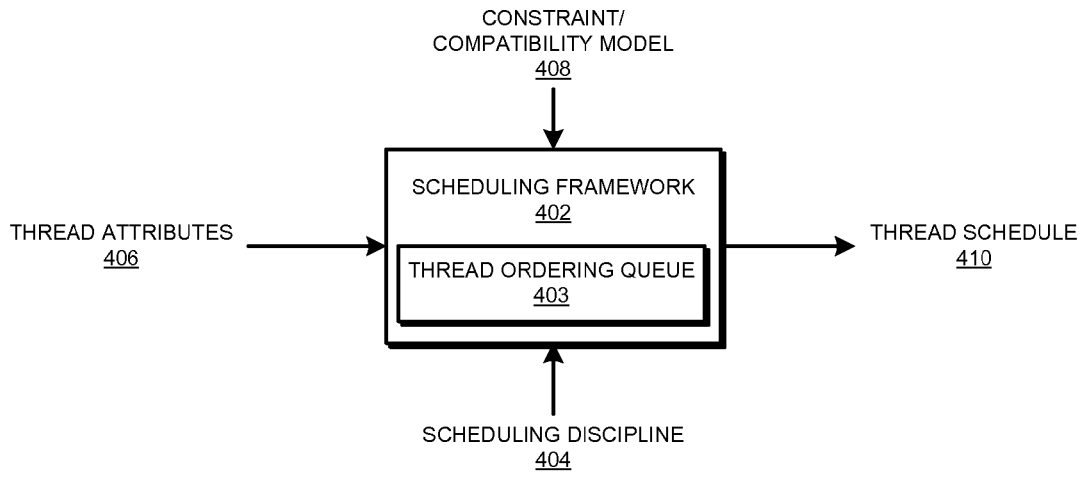 CONSTRAINT/
COMPATIBILITY MODEL
408
SCHEDULING FRAMEWORK
402
THREAD ATTRIBUTES
406
THREAD SCHEDULE
410
THREAD ORDERING QUEUE
403
SCHEDULING DISCIPLINE
404